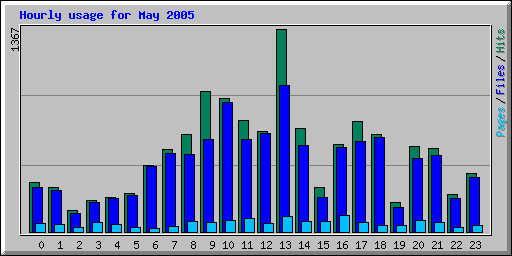 Hourly usage for May 2005
1367
Pages/Files/Hits
0 1 2 3 4 5 6 7 8 9 10 11 12 13 14 15 16 17 18 19 20 21 22 23